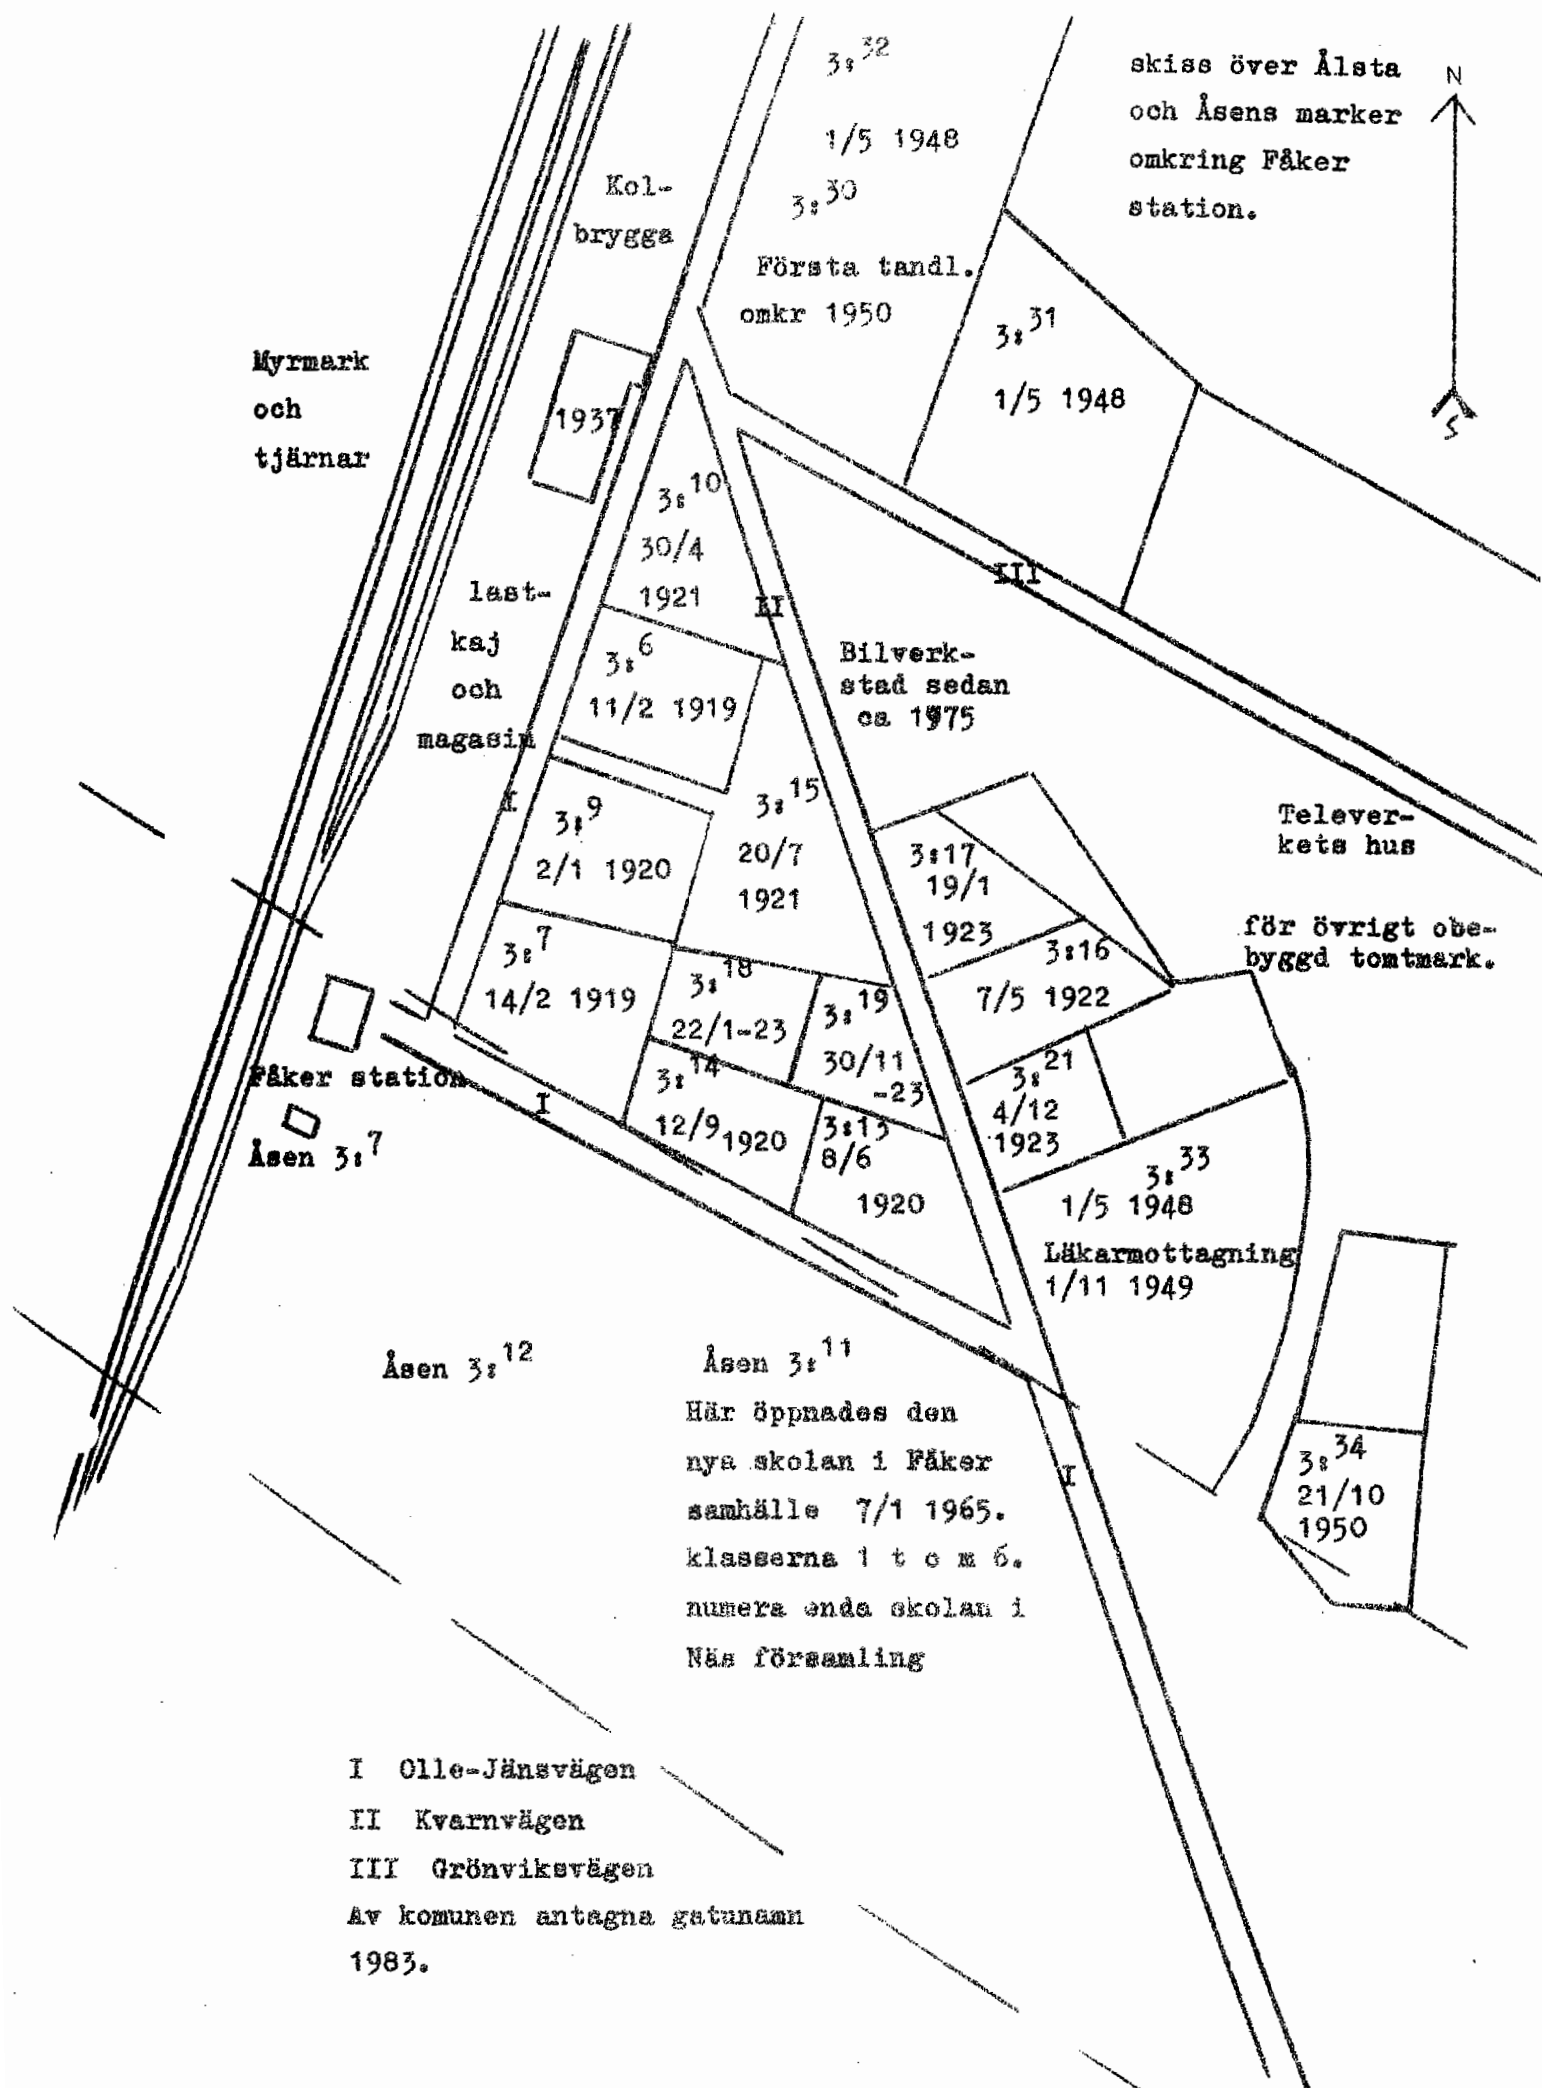 skiss över Ålsta
och Åsens marker
omkring Fåker
station.
N
S
3:32
1/5 1948
3:30
Första tandl.
omkr 1950
Kol-
brygga
3:31
1/5 1948
Myrmark
och
tjärnar
1937
3:10
30/4
1921
II
III
last-
kaj
och
magasin
3:6
11/2 1919
Bilverk-
stad sedan
ca 1975
I
3:9
2/1 1920
3:15
20/7
1921
3:17
19/1
1923
Telever-
kets hus
för övrigt obe-
byggd tomtmark.
3:7
14/2 1919
3:18
22/1-23
3:19
30/11
-23
3:16
7/5 1922
Fåker station
I
Åsen 3:7
3:14
12/9 1920
3:13
8/6
1920
3:21
4/12
1923
3:33
1/5 1948
Läkarmottagning
1/11 1949
Åsen 3:12
Åsen 3:11
Här öppnades den
nya skolan i Fåker
samhälle 7/1 1965.
klasserna 1 t o m 6.
numera enda skolan i
Näs församling
I
3:34
21/10
1950
I Olle-Jänsvägen
II Kvarnvägen
III Grönviksvägen
Av komunen antagna gatunamn
1983.